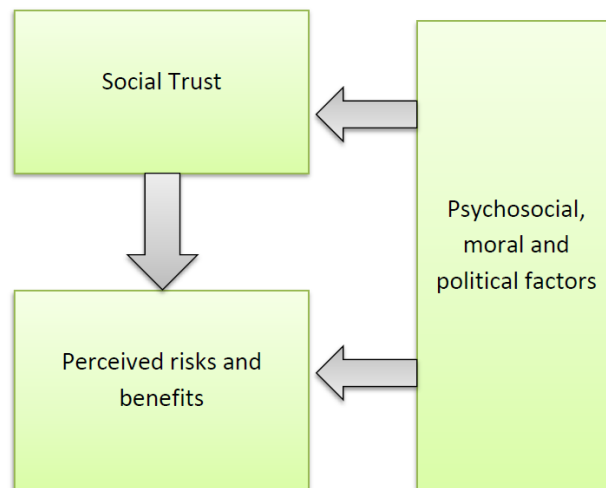 Social Trust
Psychosocial,
moral and
political factors
Perceived risks and
benefits